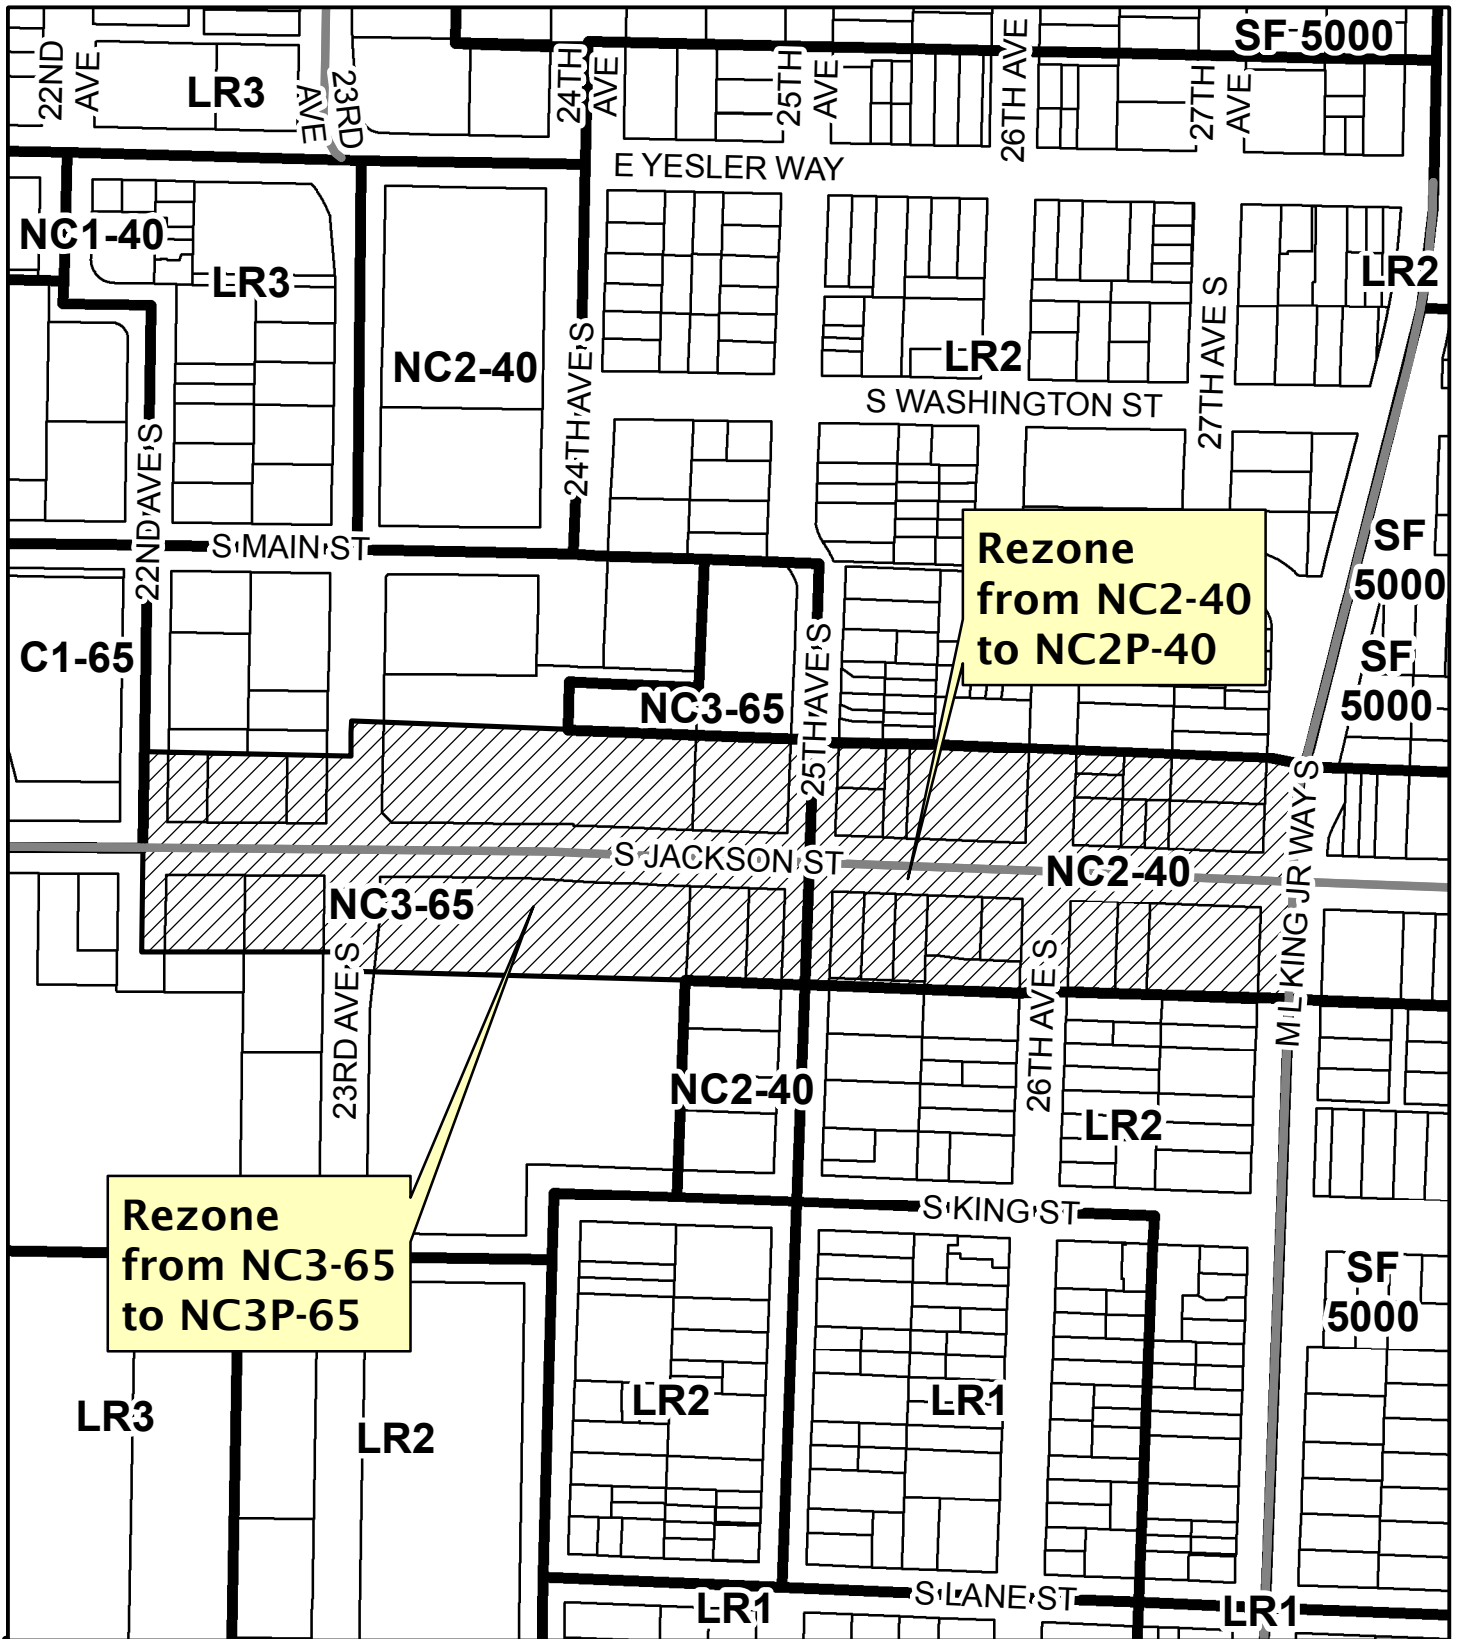 22ND
AVE
LR3
23RD
AVE
24TH
AVE
25TH
AVE
26TH AVE
27TH
AVE
SF 5000
E YESLER WAY
NC1-40
LR3
NC2-40
24TH AVE S
LR2
S WASHINGTON ST
27TH AVE S
LR2
22ND AVE S
S MAIN ST
Rezone
from NC2-40
to NC2P-40
SF
5000
SF
5000
C1-65
NC3-65
25TH AVE S
S JACKSON ST
NC2-40
M L KING JR WAY S
NC3-65
23RD AVE S
26TH AVE S
NC2-40
LR2
Rezone
from NC3-65
to NC3P-65
S KING ST
SF
5000
LR3
LR2
LR2
LR1
S LANE ST
LR1
LR1